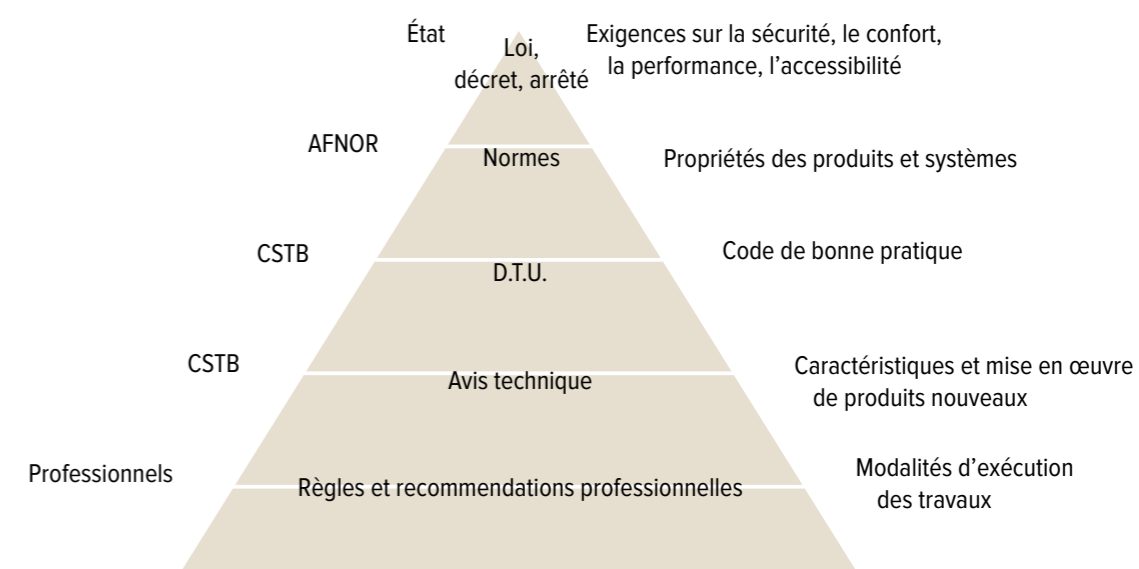 État
Loi,
décret, arrêté
Exigences sur la sécurité, le confort,
la performance, l’accessibilité
AFNOR
Normes
Propriétés des produits et systèmes
CSTB
D.T.U.
Code de bonne pratique
CSTB
Avis technique
Caractéristiques et mise en œuvre
de produits nouveaux
Professionnels
Règles et recommendations professionnelles
Modalités d’exécution
des travaux